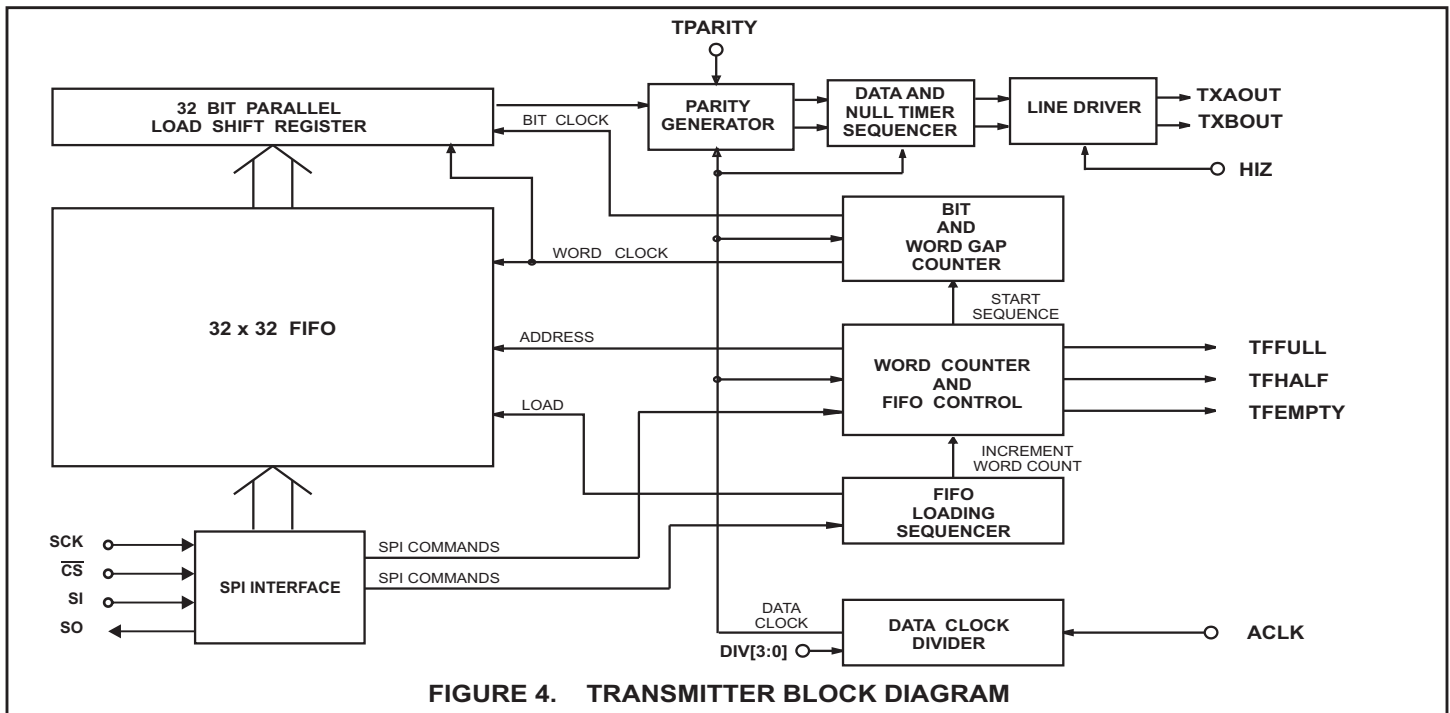 TPARITY
32 BIT PARALLEL
LOAD SHIFT REGISTER
BIT CLOCK
PARITY
GENERATOR
DATA AND
NULL TIMER
SEQUENCER
LINE DRIVER
TXAOUT
TXBOUT
HIZ
BIT
AND
WORD GAP
COUNTER
WORD CLOCK
START
SEQUENCE
32 x 32 FIFO
ADDRESS
WORD COUNTER
AND
FIFO CONTROL
TFFULL
TFHALF
TFEMPTY
LOAD
INCREMENT
WORD COUNT
FIFO
LOADING
SEQUENCER
SCK
CS
SI
SO
SPI INTERFACE
SPI COMMANDS
SPI COMMANDS
DATA
CLOCK
DIV[3:0]
DATA CLOCK
DIVIDER
ACLK
FIGURE 4. TRANSMITTER BLOCK DIAGRAM